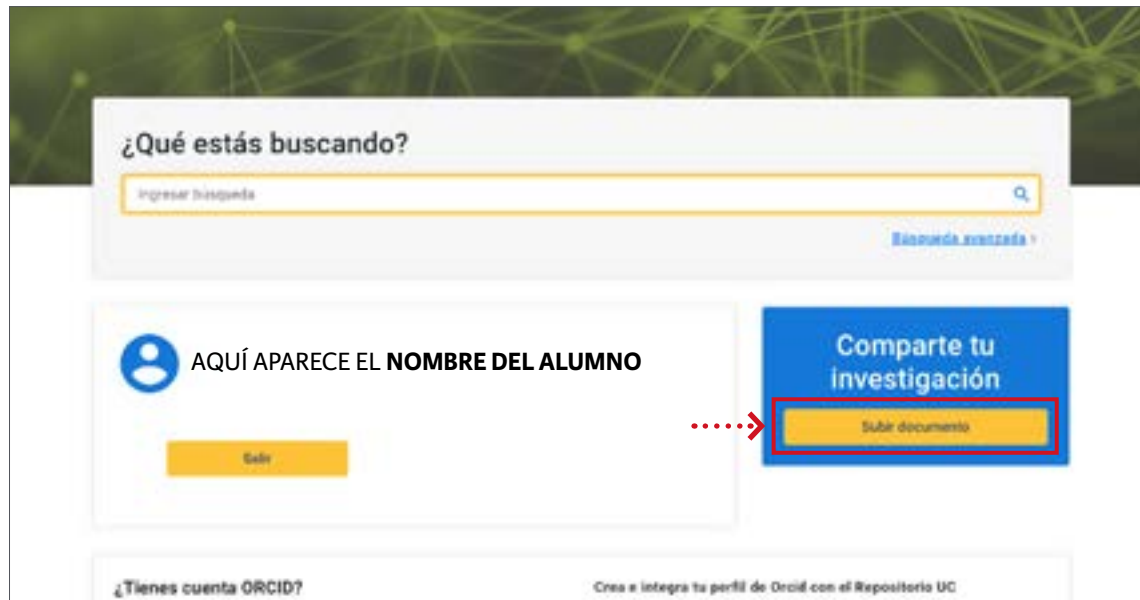 ¿Qué estás buscando?
Ingresar búsqueda
Búsqueda avanzada ›
AQUÍ APARECE EL NOMBRE DEL ALUMNO
Salir
Comparte tu
investigación
Subir documento
¿Tienes cuenta ORCID?
Crea e integra tu perfil de Orcid con el Repositorio UC